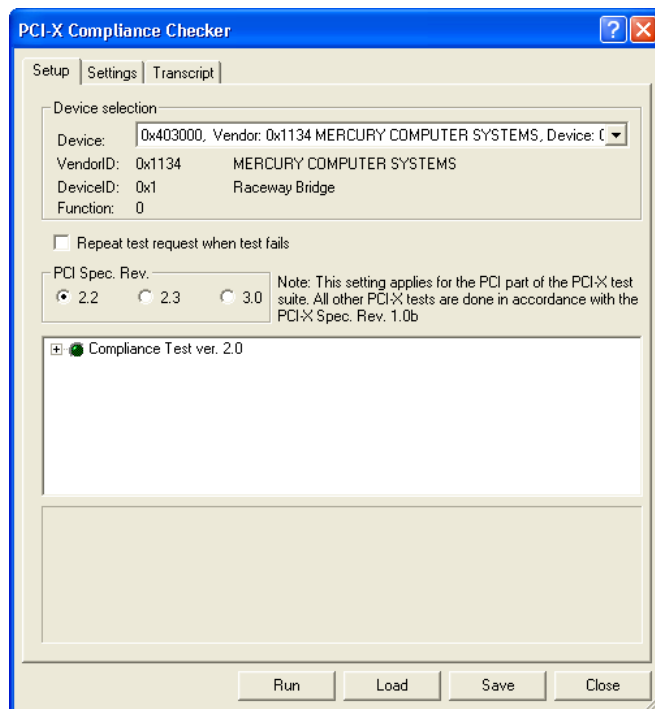 PCI-X Compliance Checker
Setup Settings Transcript
Device selection
Device: 0x403000, Vendor: 0x1134 MERCURY COMPUTER SYSTEMS, Device: 0
VendorID: 0x1134 MERCURY COMPUTER SYSTEMS
DeviceID: 0x1 Raceway Bridge
Function: 0
Repeat test request when test fails
PCI Spec. Rev.
2.2 2.3 3.0
Note: This setting applies for the PCI part of the PCI-X test
suite. All other PCI-X tests are done in accordance with the
PCI-X Spec. Rev. 1.0b
Compliance Test ver. 2.0
Run Load Save Close